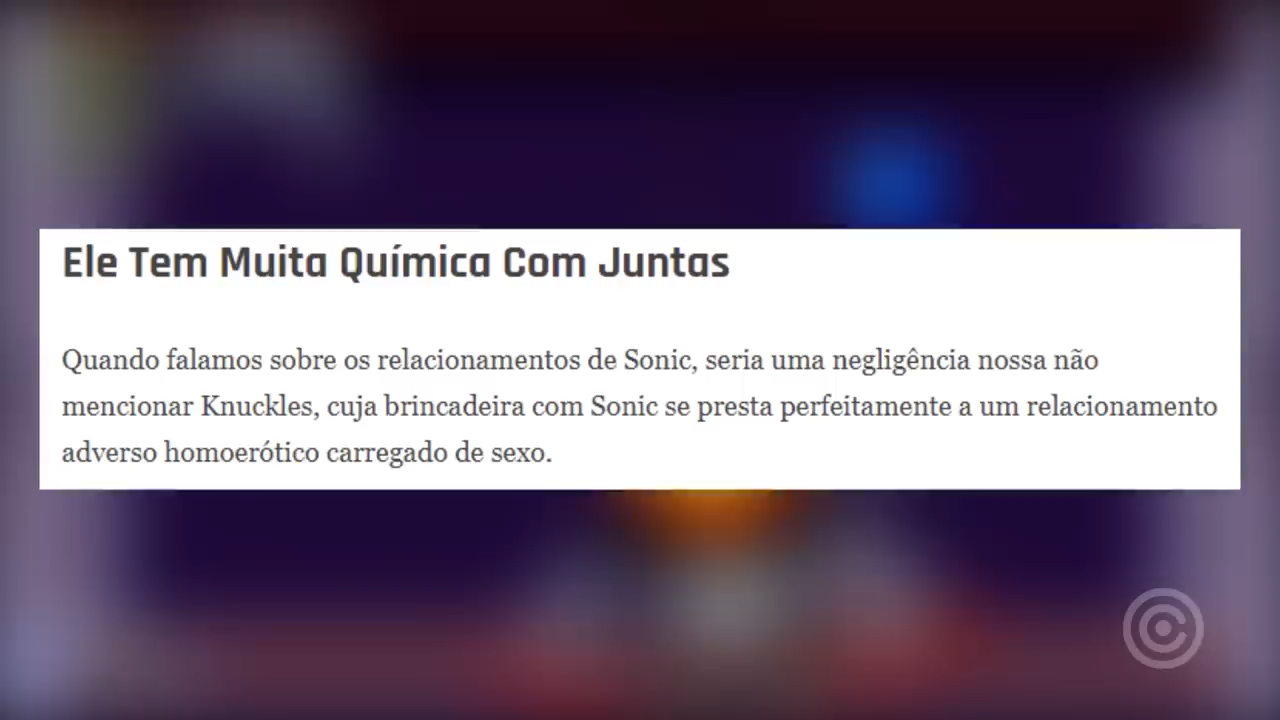 Ele Tem Muita Química Com Juntas
Quando falamos sobre os relacionamentos de Sonic, seria uma negligência nossa não
mencionar Knuckles, cuja brincadeira com Sonic se presta perfeitamente a um relacionamento
adverso homoerótico carregado de sexo.